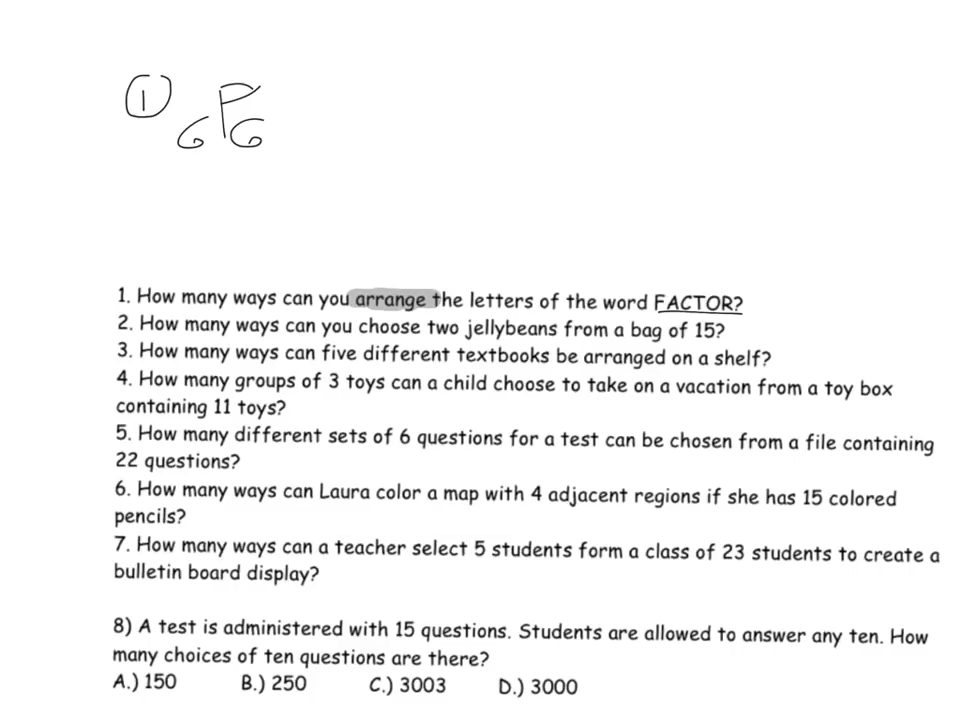 ① ₆P₆
1. How many ways can you arrange the letters of the word FACTOR?
2. How many ways can you choose two jellybeans from a bag of 15?
3. How many ways can five different textbooks be arranged on a shelf?
4. How many groups of 3 toys can a child choose to take on a vacation from a toy box
containing 11 toys?
5. How many different sets of 6 questions for a test can be chosen from a file containing
22 questions?
6. How many ways can Laura color a map with 4 adjacent regions if she has 15 colored
pencils?
7. How many ways can a teacher select 5 students form a class of 23 students to create a
bulletin board display?
8) A test is administered with 15 questions. Students are allowed to answer any ten. How
many choices of ten questions are there?
A.) 150 B.) 250 C.) 3003 D.) 3000